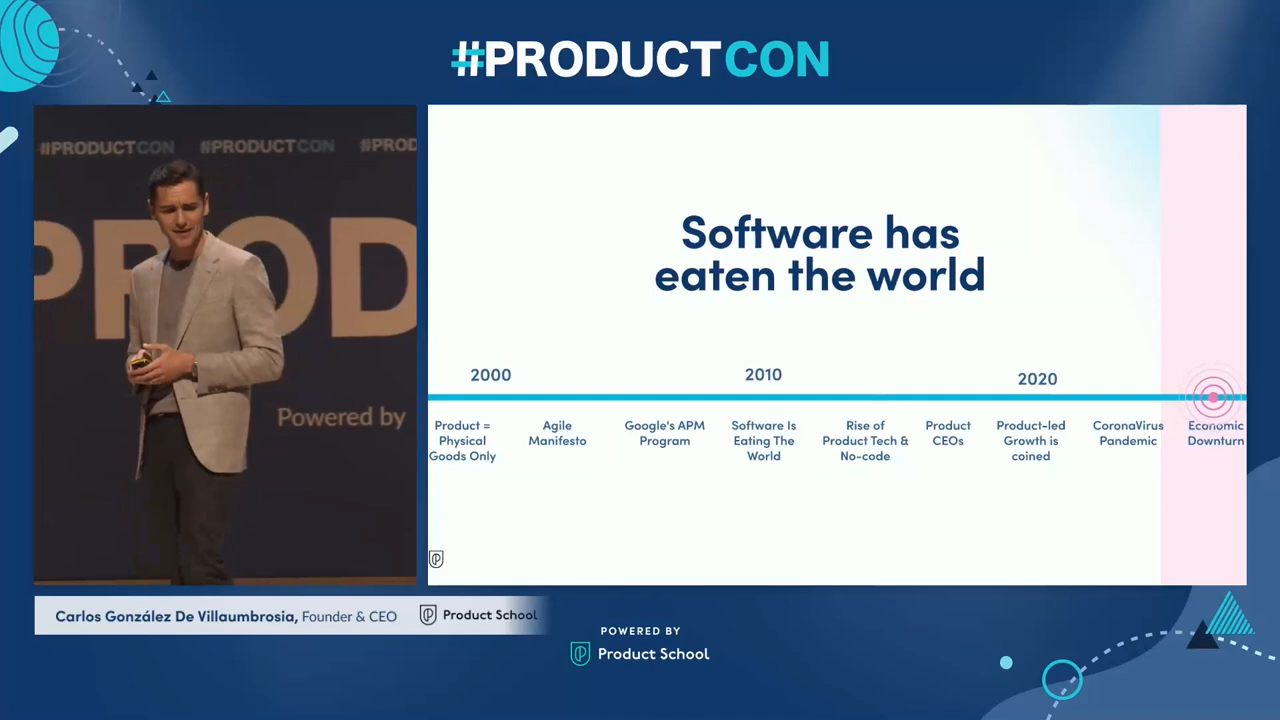 #PRODUCTCON
#PRODUCTCON #PRODUCTCON #PROD
PROD
Powered by
Software has
eaten the world
2000 2010 2020
Product =
Physical
Goods Only
Agile
Manifesto
Google's APM
Program
Software Is
Eating The
World
Rise of
Product Tech &
No-code
Product
CEOs
Product-led
Growth is
coined
CoronaVirus
Pandemic
Economic
Downturn
Carlos González De Villaumbrosia, Founder & CEO Product School
POWERED BY
Product School